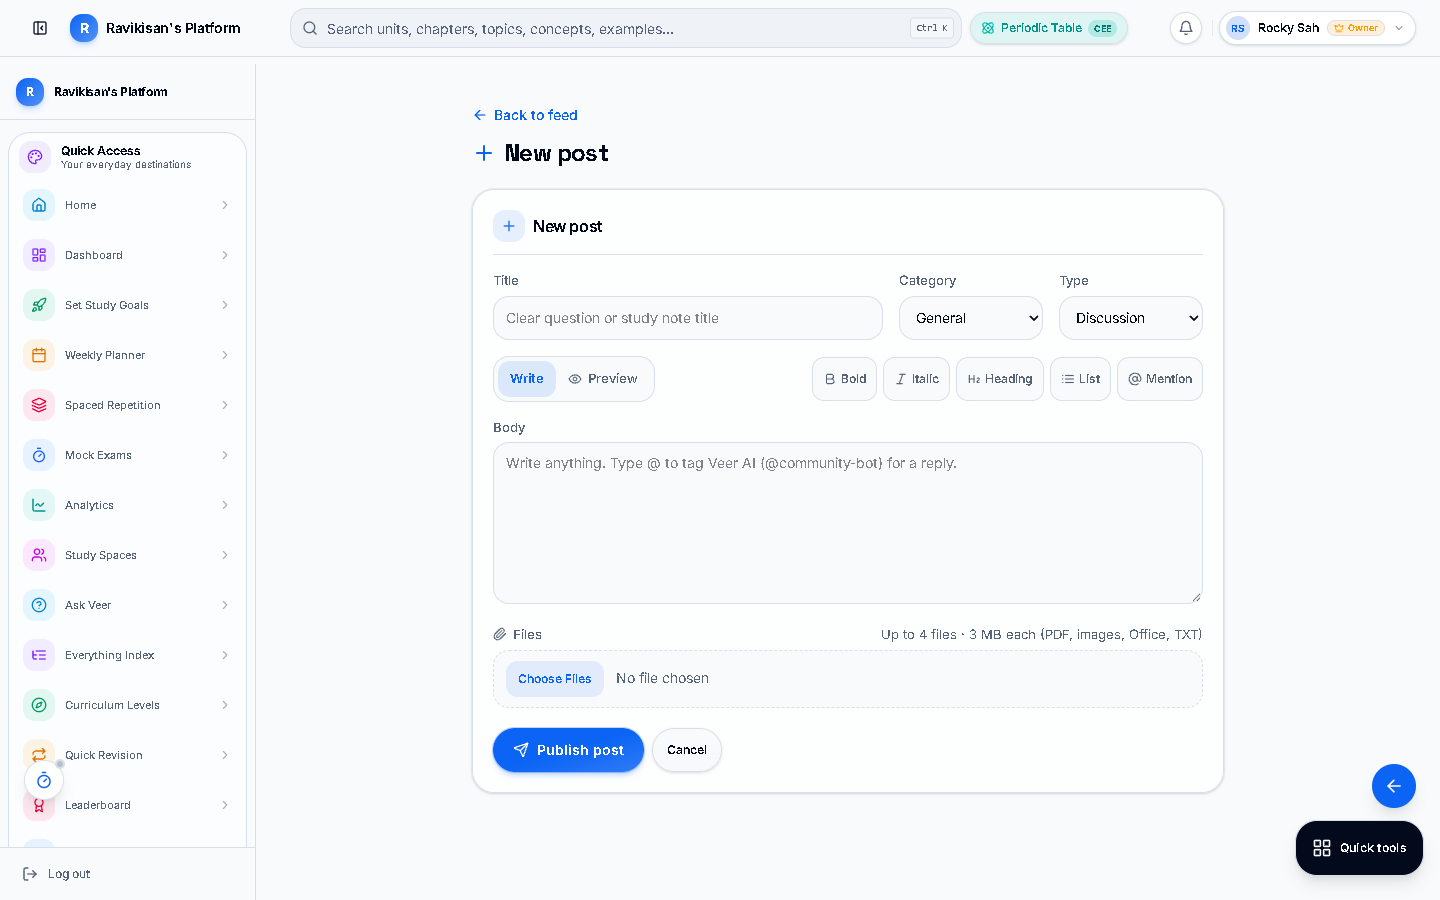 R Ravikisan's Platform
Search units, chapters, topics, concepts, examples... Ctrl K
Periodic Table CEE
RS Rocky Sah Owner
R Ravikisan's Platform
Quick Access
Your everyday destinations
Home
Dashboard
Set Study Goals
Weekly Planner
Spaced Repetition
Mock Exams
Analytics
Study Spaces
Ask Veer
Everything Index
Curriculum Levels
Quick Revision
Leaderboard
Log out
Back to feed
New post
New post
Title Category Type
Clear question or study note title General Discussion
Write Preview B Bold I Italic H2 Heading List @ Mention
Body
Write anything. Type @ to tag Veer AI (@community-bot) for a reply.
Files Up to 4 files · 3 MB each (PDF, images, Office, TXT)
Choose Files No file chosen
Publish post Cancel
Quick tools